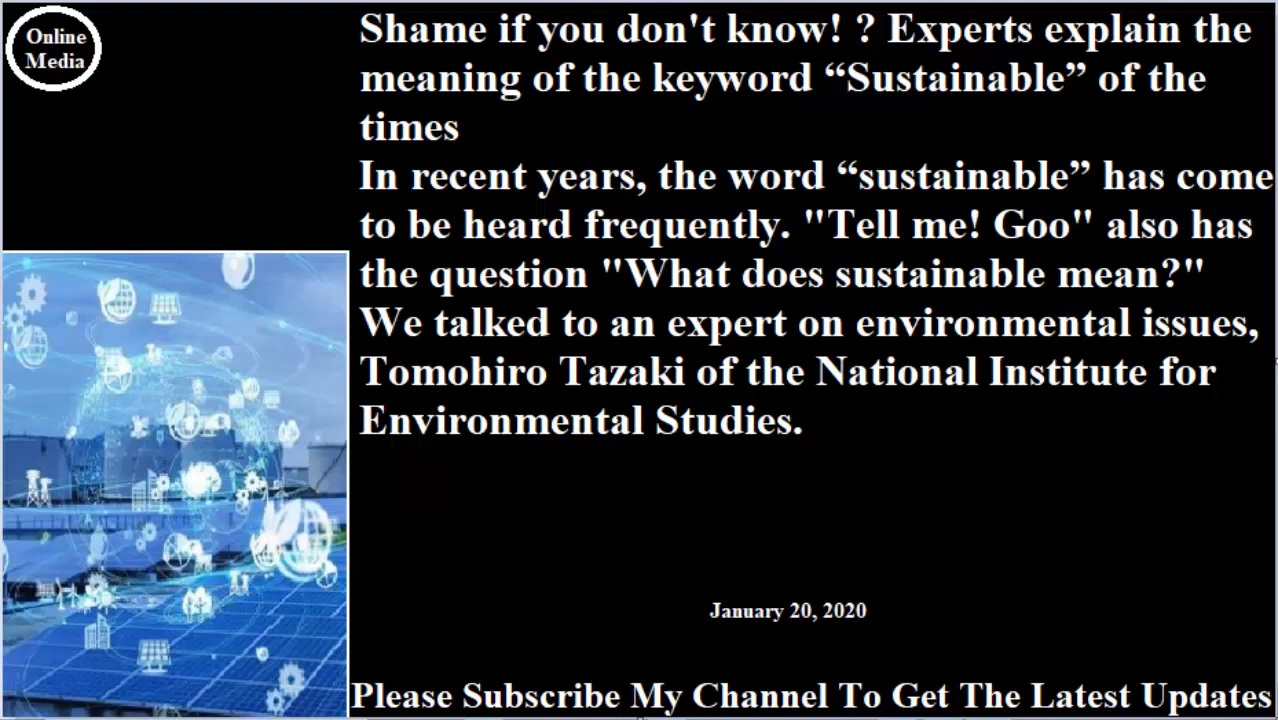 Online
Media
Shame if you don't know! ? Experts explain the
meaning of the keyword “Sustainable” of the
times
In recent years, the word “sustainable” has come
to be heard frequently. "Tell me! Goo" also has
the question "What does sustainable mean?"
We talked to an expert on environmental issues,
Tomohiro Tazaki of the National Institute for
Environmental Studies.
January 20, 2020
Please Subscribe My Channel To Get The Latest Updates